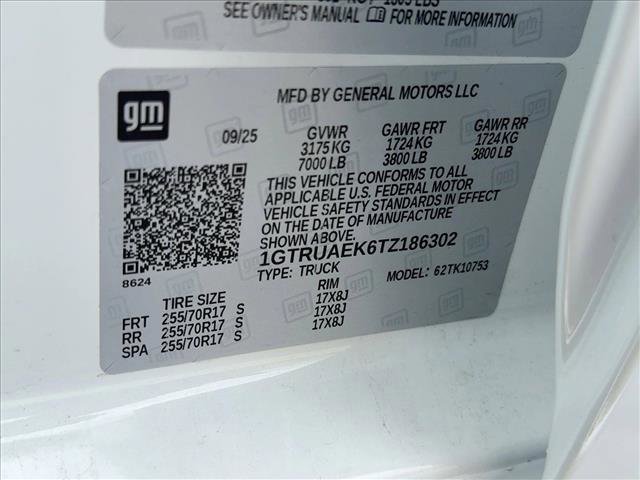 SEE OWNER'S MANUAL FOR MORE INFORMATION
gm
MFD BY GENERAL MOTORS LLC
09/25 GVWR GAWR FRT GAWR RR
3175 KG 1724 KG 1724 KG
7000 LB 3800 LB 3800 LB
THIS VEHICLE CONFORMS TO ALL
APPLICABLE U.S. FEDERAL MOTOR
VEHICLE SAFETY STANDARDS IN EFFECT
ON THE DATE OF MANUFACTURE
SHOWN ABOVE.
1GTRUAEK6TZ186302
8624 TYPE: TRUCK MODEL: 62TK10753
TIRE SIZE RIM
FRT 255/70R17 S 17X8J
RR 255/70R17 S 17X8J
SPA 255/70R17 S 17X8J